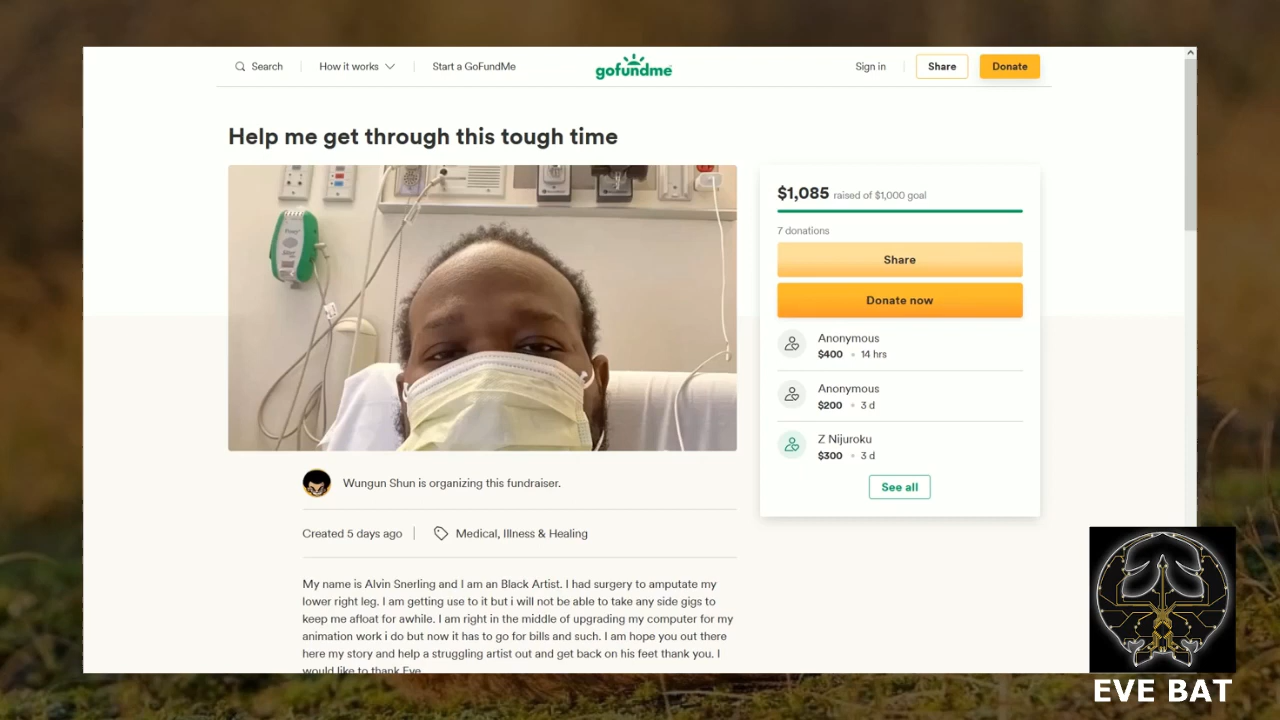 Search
How it works
Start a GoFundMe
gofundme
Sign in
Share
Donate
Help me get through this tough time
$1,085 raised of $1,000 goal
7 donations
Share
Donate now
Anonymous
$400 • 14 hrs
Anonymous
$200 • 3 d
Z Nijuroku
$300 • 3 d
See all
Wungun Shun is organizing this fundraiser.
Created 5 days ago
Medical, Illness & Healing
My name is Alvin Snerling and I am an Black Artist. I had surgery to amputate my
lower right leg. I am getting use to it but i will not be able to take any side gigs to
keep me afloat for awhile. I am right in the middle of upgrading my computer for my
animation work i do but now it has to go for bills and such. I am hope you out there
here my story and help a struggling artist out and get back on his feet thank you. I
would like to thank Eve
EVE BAT